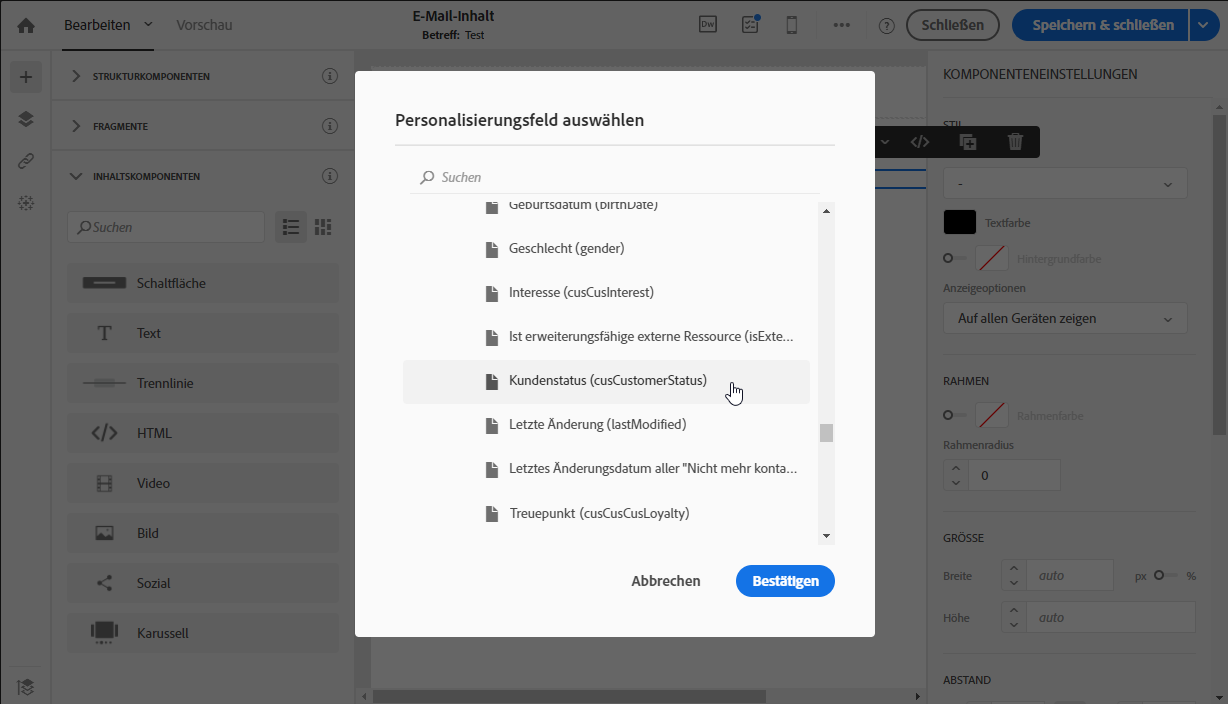 Bearbeiten
Vorschau
E-Mail-Inhalt
Betreff: Test
Dw
Schließen
Speichern & schließen
STRUKTURKOMPONENTEN
FRAGMENTE
INHALTSKOMPONENTEN
Suchen
Schaltfläche
Text
Trennlinie
HTML
Video
Bild
Sozial
Karussell
Personalisierungsfeld auswählen
Suchen
Geburtsdatum (birthDate)
Geschlecht (gender)
Interesse (cusCusInterest)
Ist erweiterungsfähige externe Ressource (isExte...
Kundenstatus (cusCustomerStatus)
Letzte Änderung (lastModified)
Letztes Änderungsdatum aller "Nicht mehr konta...
Treuepunkt (cusCusCusLoyalty)
Abbrechen
Bestätigen
KOMPONENTENEINSTELLUNGEN
STIL
-
Textfarbe
Hintergrundfarbe
Anzeigeoptionen
Auf allen Geräten zeigen
RAHMEN
Rahmenfarbe
Rahmenradius
0
GRÖSSE
Breite
auto
px
%
Höhe
auto
ABSTAND